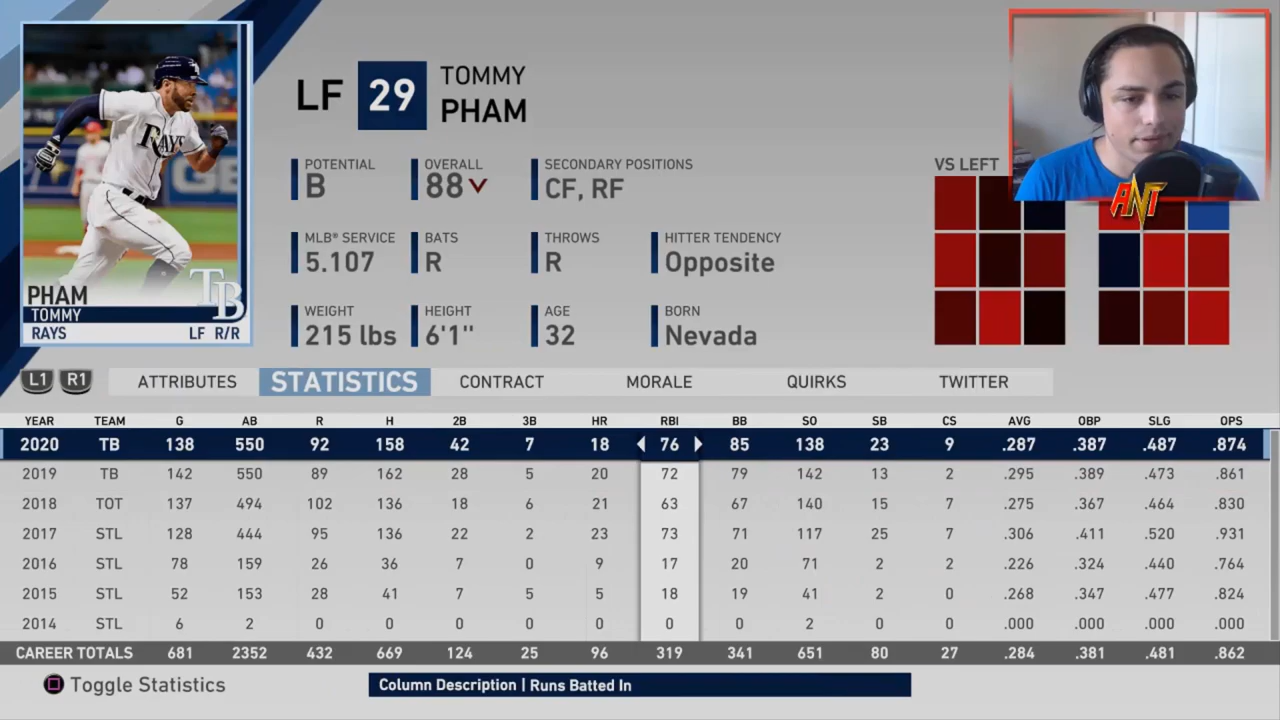 LF 29 TOMMY PHAM
POTENTIAL OVERALL SECONDARY POSITIONS
B 88 CF, RF
MLB® SERVICE BATS THROWS HITTER TENDENCY
5.107 R R Opposite
WEIGHT HEIGHT AGE BORN
215 lbs 6'1" 32 Nevada
RAYS
PHAM TB
TOMMY
RAYS LF R/R
VS LEFT
ANT
L1 R1 ATTRIBUTES STATISTICS CONTRACT MORALE QUIRKS TWITTER
YEAR TEAM G AB R H 2B 3B HR RBI BB SO SB CS AVG OBP SLG OPS
2020 TB 138 550 92 158 42 7 18 76 85 138 23 9 .287 .387 .487 .874
2019 TB 142 550 89 162 28 5 20 72 79 142 13 2 .295 .389 .473 .861
2018 TOT 137 494 102 136 18 6 21 63 67 140 15 7 .275 .367 .464 .830
2017 STL 128 444 95 136 22 2 23 73 71 117 25 7 .306 .411 .520 .931
2016 STL 78 159 26 36 7 0 9 17 20 71 2 2 .226 .324 .440 .764
2015 STL 52 153 28 41 7 5 5 18 19 41 2 0 .268 .347 .477 .824
2014 STL 6 2 0 0 0 0 0 0 0 2 0 0 .000 .000 .000 .000
CAREER TOTALS 681 2352 432 669 124 25 96 319 341 651 80 27 .284 .381 .481 .862
Toggle Statistics
Column Description | Runs Batted In